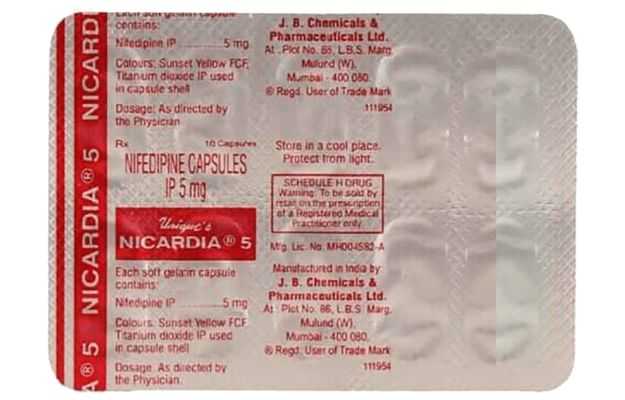 NICARDIA® 5 NICARDIA
Each soft gelatin capsule
contains:
Nifedipine IP ............ 5 mg
Colours: Sunset Yellow FCF,
Titanium dioxide IP used
in capsule shell
Dosage: As directed by
the Physician
Rx 10 Capsules
NIFEDIPINE CAPSULES
IP 5 mg
Unique's
NICARDIA® 5
Each soft gelatin capsule
contains:
Nifedipine IP ............ 5 mg
Colours: Sunset Yellow FCF,
Titanium dioxide IP used
in capsule shell
Dosage: As directed by
the Physician.
J. B. Chemicals &
Pharmaceuticals Ltd.
At : Plot No. 86, L.B.S. Marg,
Mulund (W),
Mumbai - 400 080.
® Regd. User of Trade Mark
111954
Store in a cool place.
Protect from light.
SCHEDULE H DRUG
Warning: To be sold by
retail on the prescription
of a Registered Medical
Practitioner only.
Mfg. Lic. No. MH004582-A
Manufactured in India by:
J. B. Chemicals &
Pharmaceuticals Ltd.
At : Plot No. 86, L.B.S. Marg,
Mulund (W),
Mumbai - 400 080.
® Regd. User of Trade Mark
111954